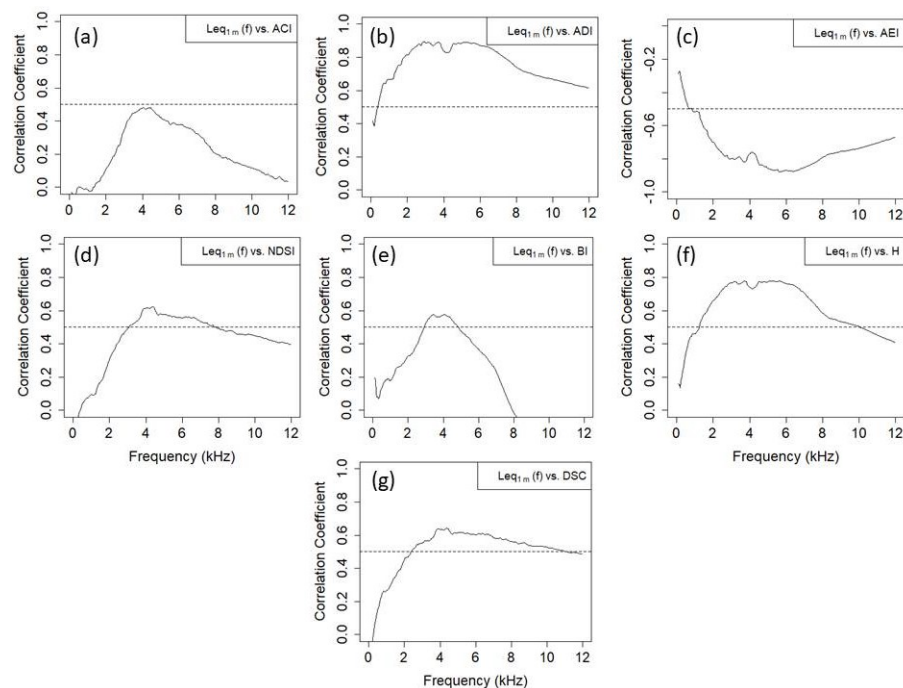 (a)
Leq1 m (f) vs. ACI
Correlation Coefficient
0.0 0.2 0.4 0.6 0.8 1.0
0 2 4 6 8 10 12
(b)
Leq1 m (f) vs. ADI
Correlation Coefficient
0.0 0.2 0.4 0.6 0.8 1.0
0 2 4 6 8 10 12
(c)
Leq1 m (f) vs. AEI
Correlation Coefficient
-1.0 -0.6 -0.2
0 2 4 6 8 10 12
(d)
Leq1 m (f) vs. NDSI
Correlation Coefficient
0.0 0.2 0.4 0.6 0.8 1.0
0 2 4 6 8 10 12
Frequency (kHz)
(e)
Leq1 m (f) vs. BI
Correlation Coefficient
0.0 0.2 0.4 0.6 0.8 1.0
0 2 4 6 8 10 12
(f)
Leq1 m (f) vs. H
Correlation Coefficient
0.0 0.2 0.4 0.6 0.8 1.0
0 2 4 6 8 10 12
Frequency (kHz)
(g)
Leq1 m (f) vs. DSC
Correlation Coefficient
0.0 0.2 0.4 0.6 0.8 1.0
0 2 4 6 8 10 12
Frequency (kHz)